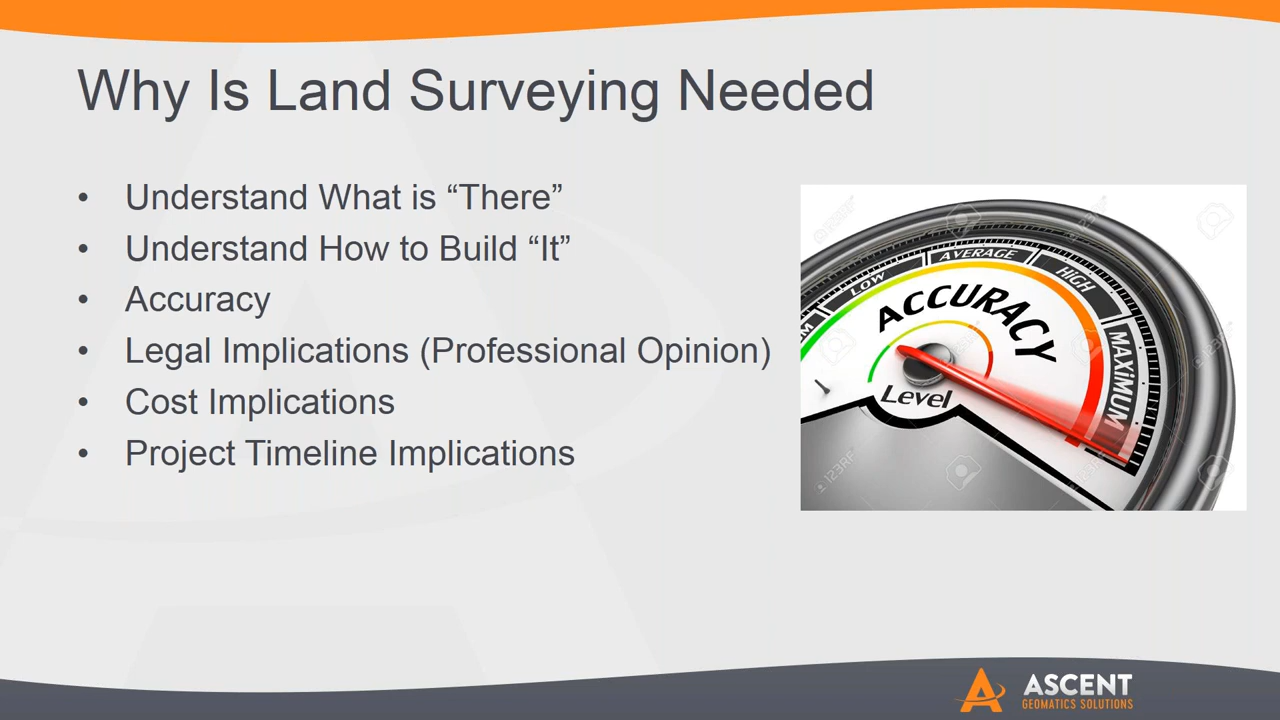 Why Is Land Surveying Needed
• Understand What is “There”
• Understand How to Build “It”
• Accuracy
• Legal Implications (Professional Opinion)
• Cost Implications
• Project Timeline Implications
LOW
AVERAGE
HIGH
MAXIMUM
ACCURACY
Level
123RF
ASCENT
GEOMATICS SOLUTIONS